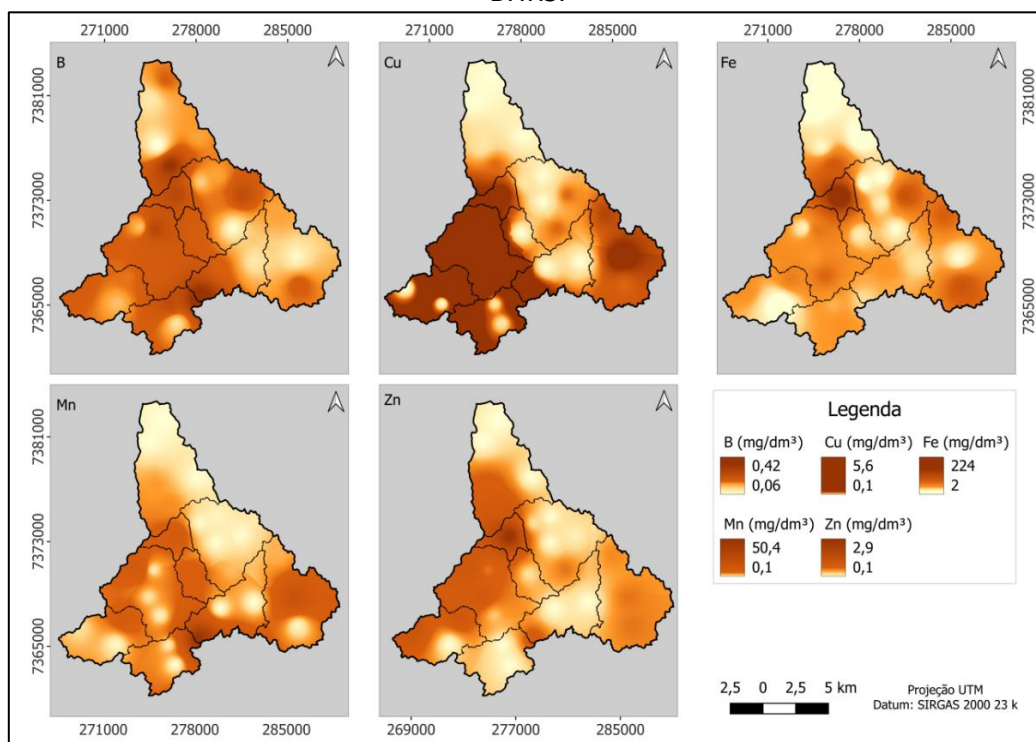 271000 278000 285000
271000 278000 285000
271000 278000 285000
B
Cu
Fe
7381000
7373000
7365000
7381000
7373000
7365000
Mn
Zn
7381000
7373000
7365000
Legenda
B (mg/dm³) Cu (mg/dm³) Fe (mg/dm³)
0,42 5,6 224
0,06 0,1 2
Mn (mg/dm³) Zn (mg/dm³)
50,4 2,9
0,1 0,1
2,5 0 2,5 5 km
Projeção UTM
Datum: SIRGAS 2000 23 k
271000 278000 285000
269000 277000 285000